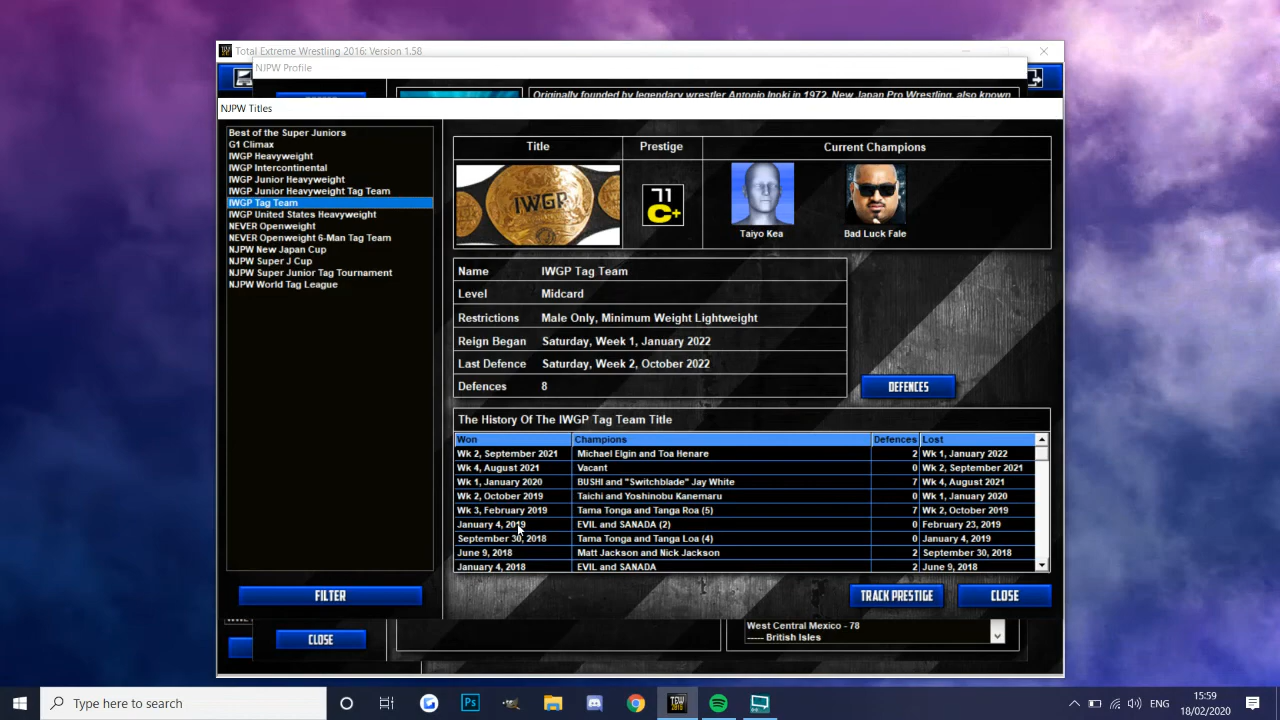 Total Extreme Wrestling 2016: Version 1.58
NJPW Profile
Originally founded by legendary wrestler Antonio Inoki in 1972, New Japan Pro Wrestling, also known
NJPW Titles
Best of the Super Juniors
G1 Climax
IWGP Heavyweight
IWGP Intercontinental
IWGP Junior Heavyweight
IWGP Junior Heavyweight Tag Team
IWGP Tag Team
IWGP United States Heavyweight
NEVER Openweight
NEVER Openweight 6-Man Tag Team
NJPW New Japan Cup
NJPW Super J Cup
NJPW Super Junior Tag Tournament
NJPW World Tag League
FILTER
CLOSE
Title Prestige Current Champions
IWGP
71
C+
Taiyo Kea Bad Luck Fale
Name IWGP Tag Team
Level Midcard
Restrictions Male Only, Minimum Weight Lightweight
Reign Began Saturday, Week 1, January 2022
Last Defence Saturday, Week 2, October 2022
Defences 8
DEFENCES
The History Of The IWGP Tag Team Title
Won Champions Defences Lost
Wk 2, September 2021 Michael Elgin and Toa Henare 2 Wk 1, January 2022
Wk 4, August 2021 Vacant 0 Wk 2, September 2021
Wk 1, January 2020 BUSHI and "Switchblade" Jay White 7 Wk 4, August 2021
Wk 2, October 2019 Taichi and Yoshinobu Kanemaru 0 Wk 1, January 2020
Wk 3, February 2019 Tama Tonga and Tanga Roa (5) 7 Wk 2, October 2019
January 4, 2019 EVIL and SANADA (2) 0 February 23, 2019
September 30, 2018 Tama Tonga and Tanga Loa (4) 0 January 4, 2019
June 9, 2018 Matt Jackson and Nick Jackson 2 September 30, 2018
January 4, 2018 EVIL and SANADA 2 June 9, 2018
TRACK PRESTIGE CLOSE
West Central Mexico - 78
----- British Isles
Type here to search
Ps
TEW
2016
ENG
15:59
18/02/2020